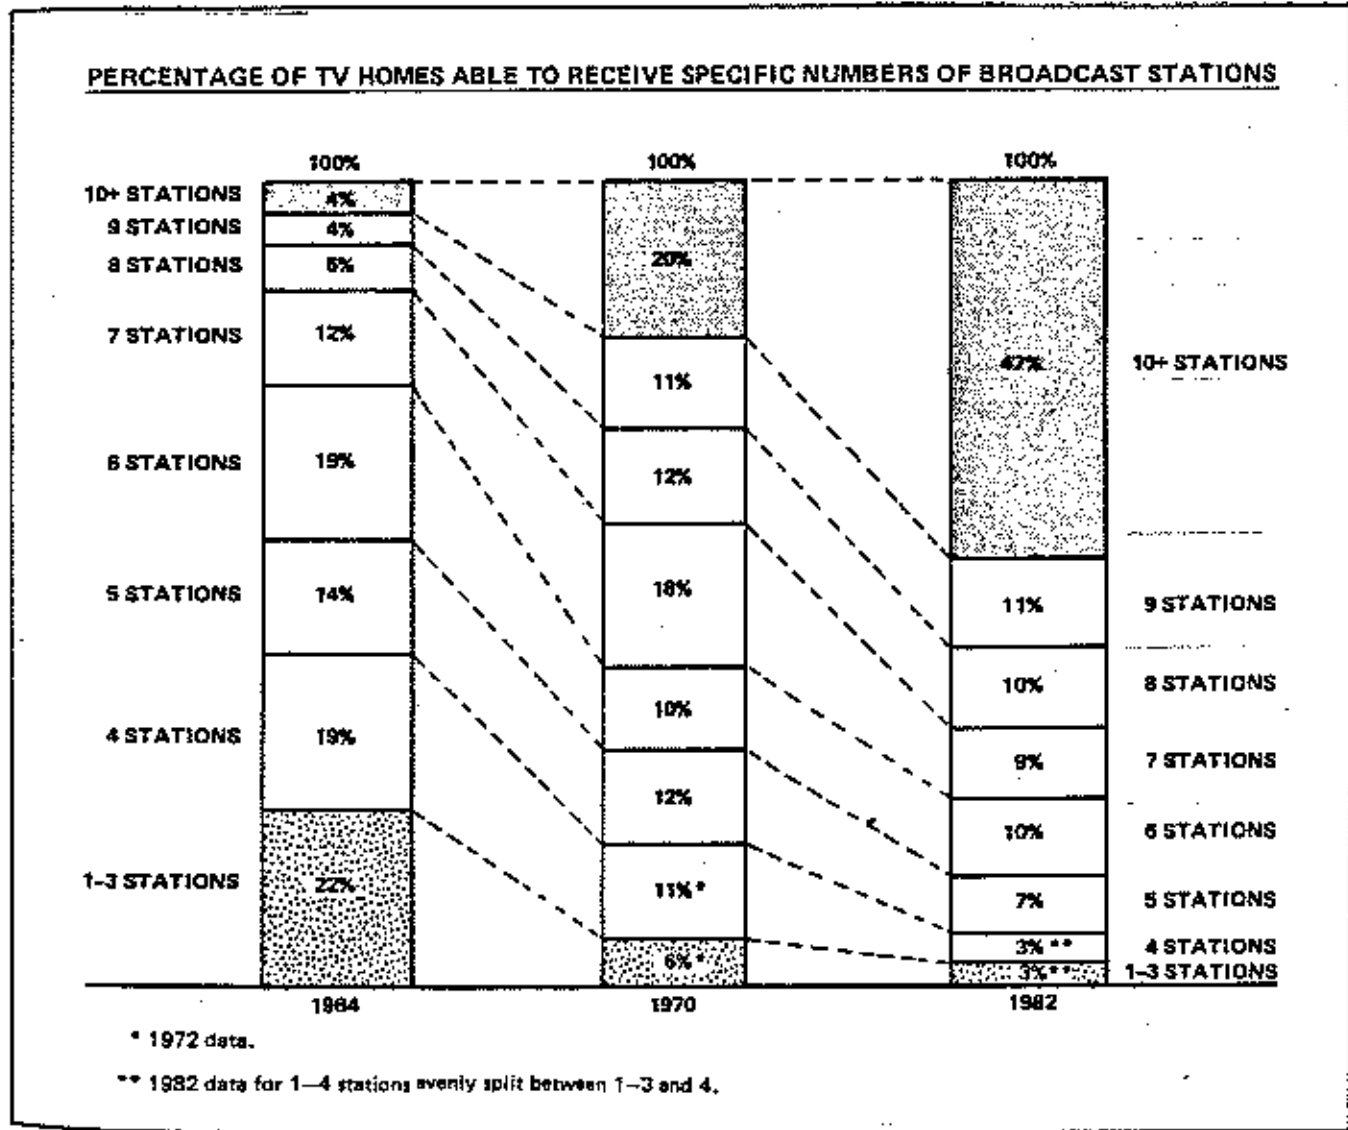 PERCENTAGE OF TV HOMES ABLE TO RECEIVE SPECIFIC NUMBERS OF BROADCAST STATIONS
100% 100% 100%
10+ STATIONS 4%
9 STATIONS 4%
8 STATIONS 6%
7 STATIONS 12%
6 STATIONS 19%
5 STATIONS 14%
4 STATIONS 19%
1–3 STATIONS 22%
20%
11%
12%
18%
10%
12%
11% *
6% *
47% 10+ STATIONS
11% 9 STATIONS
10% 8 STATIONS
9% 7 STATIONS
10% 6 STATIONS
7% 5 STATIONS
3% ** 4 STATIONS
3% ** 1–3 STATIONS
1964 1970 1982
* 1972 data.
** 1982 data for 1–4 stations evenly split between 1–3 and 4.